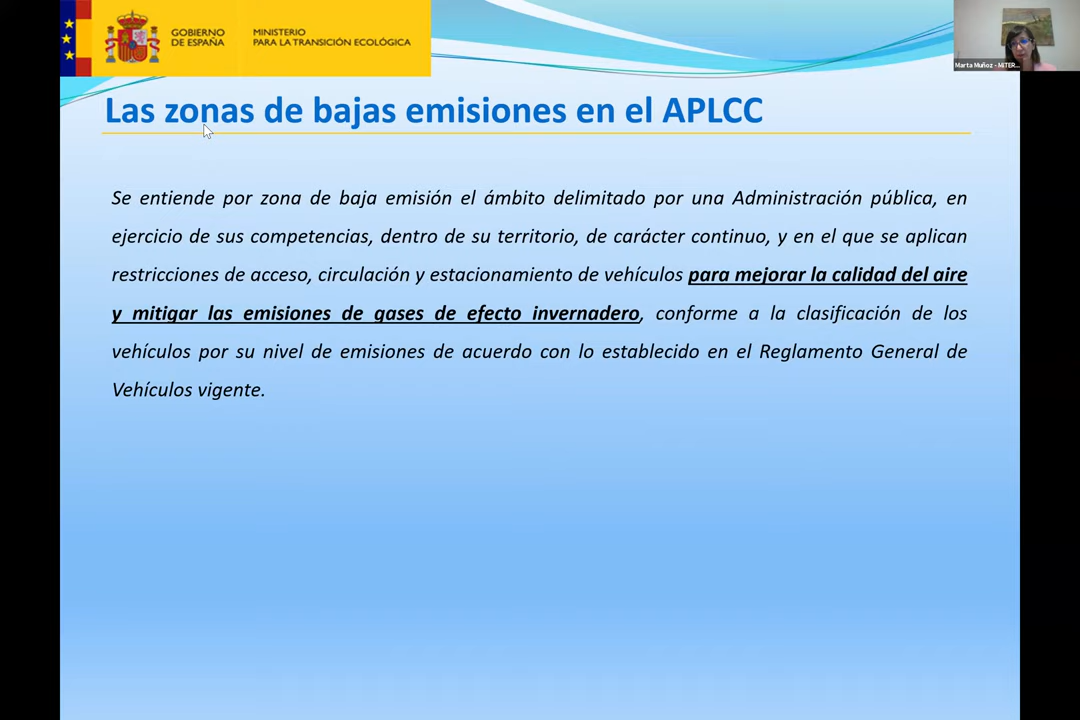 GOBIERNO
DE ESPAÑA
MINISTERIO
PARA LA TRANSICIÓN ECOLÓGICA
Marta Muñoz - MITER...
Las zonas de bajas emisiones en el APLCC
Se entiende por zona de baja emisión el ámbito delimitado por una Administración pública, en
ejercicio de sus competencias, dentro de su territorio, de carácter continuo, y en el que se aplican
restricciones de acceso, circulación y estacionamiento de vehículos para mejorar la calidad del aire
y mitigar las emisiones de gases de efecto invernadero, conforme a la clasificación de los
vehículos por su nivel de emisiones de acuerdo con lo establecido en el Reglamento General de
Vehículos vigente.